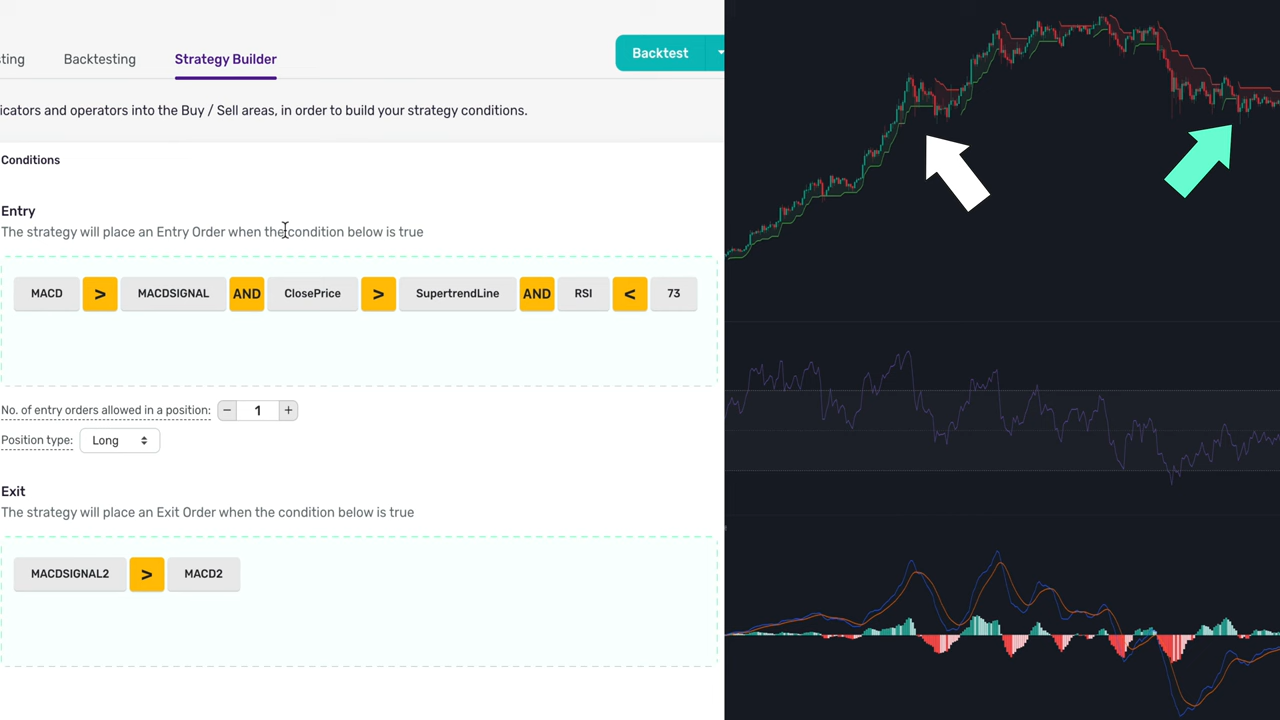 sting Backtesting Strategy Builder Backtest
icators and operators into the Buy / Sell areas, in order to build your strategy conditions.
Conditions
Entry
The strategy will place an Entry Order when the condition below is true
MACD > MACDSIGNAL AND ClosePrice > SupertrendLine AND RSI < 73
No. of entry orders allowed in a position: − 1 +
Position type: Long
Exit
The strategy will place an Exit Order when the condition below is true
MACDSIGNAL2 > MACD2